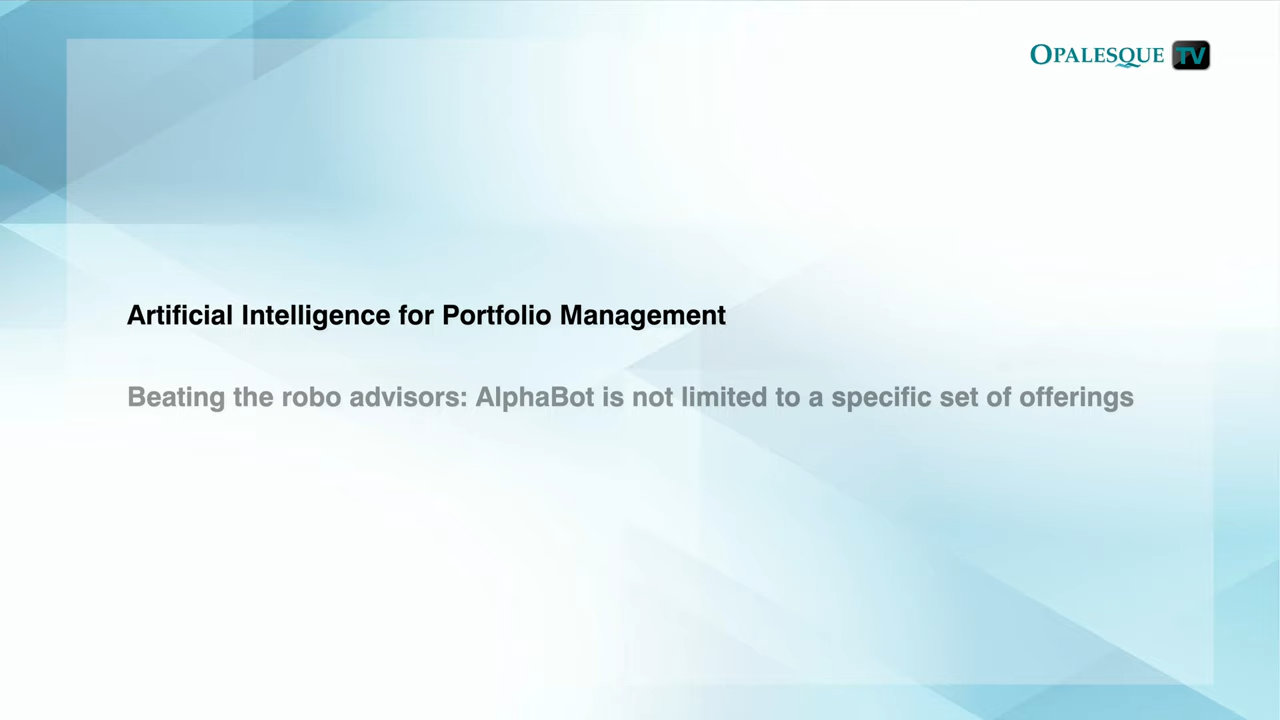 OPALESQUE TV
Artificial Intelligence for Portfolio Management
Beating the robo advisors: AlphaBot is not limited to a specific set of offerings